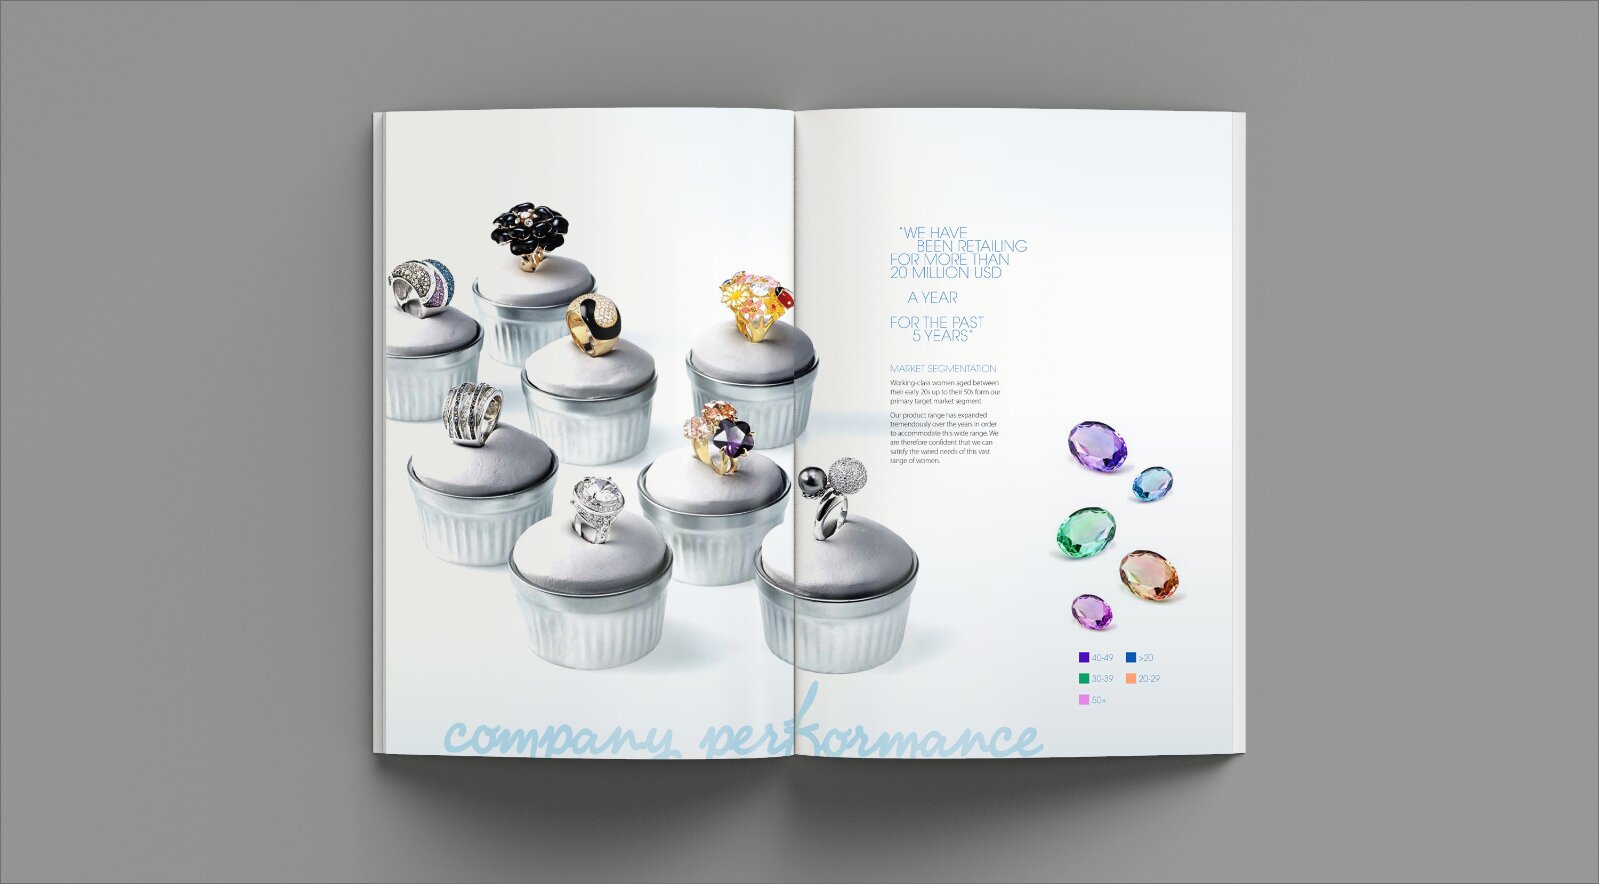 "WE HAVE
BEEN RETAILING
FOR MORE THAN
20 MILLION USD
A YEAR
FOR THE PAST
5 YEARS"
MARKET SEGMENTATION
Working-class women aged between
their early 20s up to their 50s form our
primary target market segment.
Our product range has expanded
tremendously over the years in order
to accommodate this wide range. We
are therefore confident that we can
satisfy the varied needs of this vast
range of women.
40-49 >20
30-39 20-29
50+
company performance